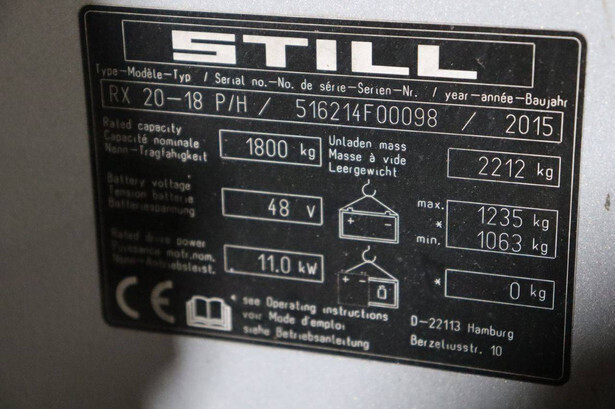 STILL
Type-Modèle-Typ / Serial no.-No. de série-Serien-Nr. / year-année-Baujahr
RX 20-18 P/H / 516214F00098 / 2015
Rated capacity
Capacité nominale
Nenn-Tragfähigkeit
1800 kg
Unladen mass
Masse à vide
Leergewicht
2212 kg
Battery voltage
Tension batterie
Batteriespannung
48 V
+ -
max.
*
min.
1235 kg
1063 kg
Rated drive power
Puissance motr.nom.
Nenn-Antriebsleist.
11.0 kW
+
* 0 kg
CE
* see Operating instructions
voir Mode d'emploi
siehe Betriebsanleitung
D-22113 Hamburg
Berzeliusstr. 10